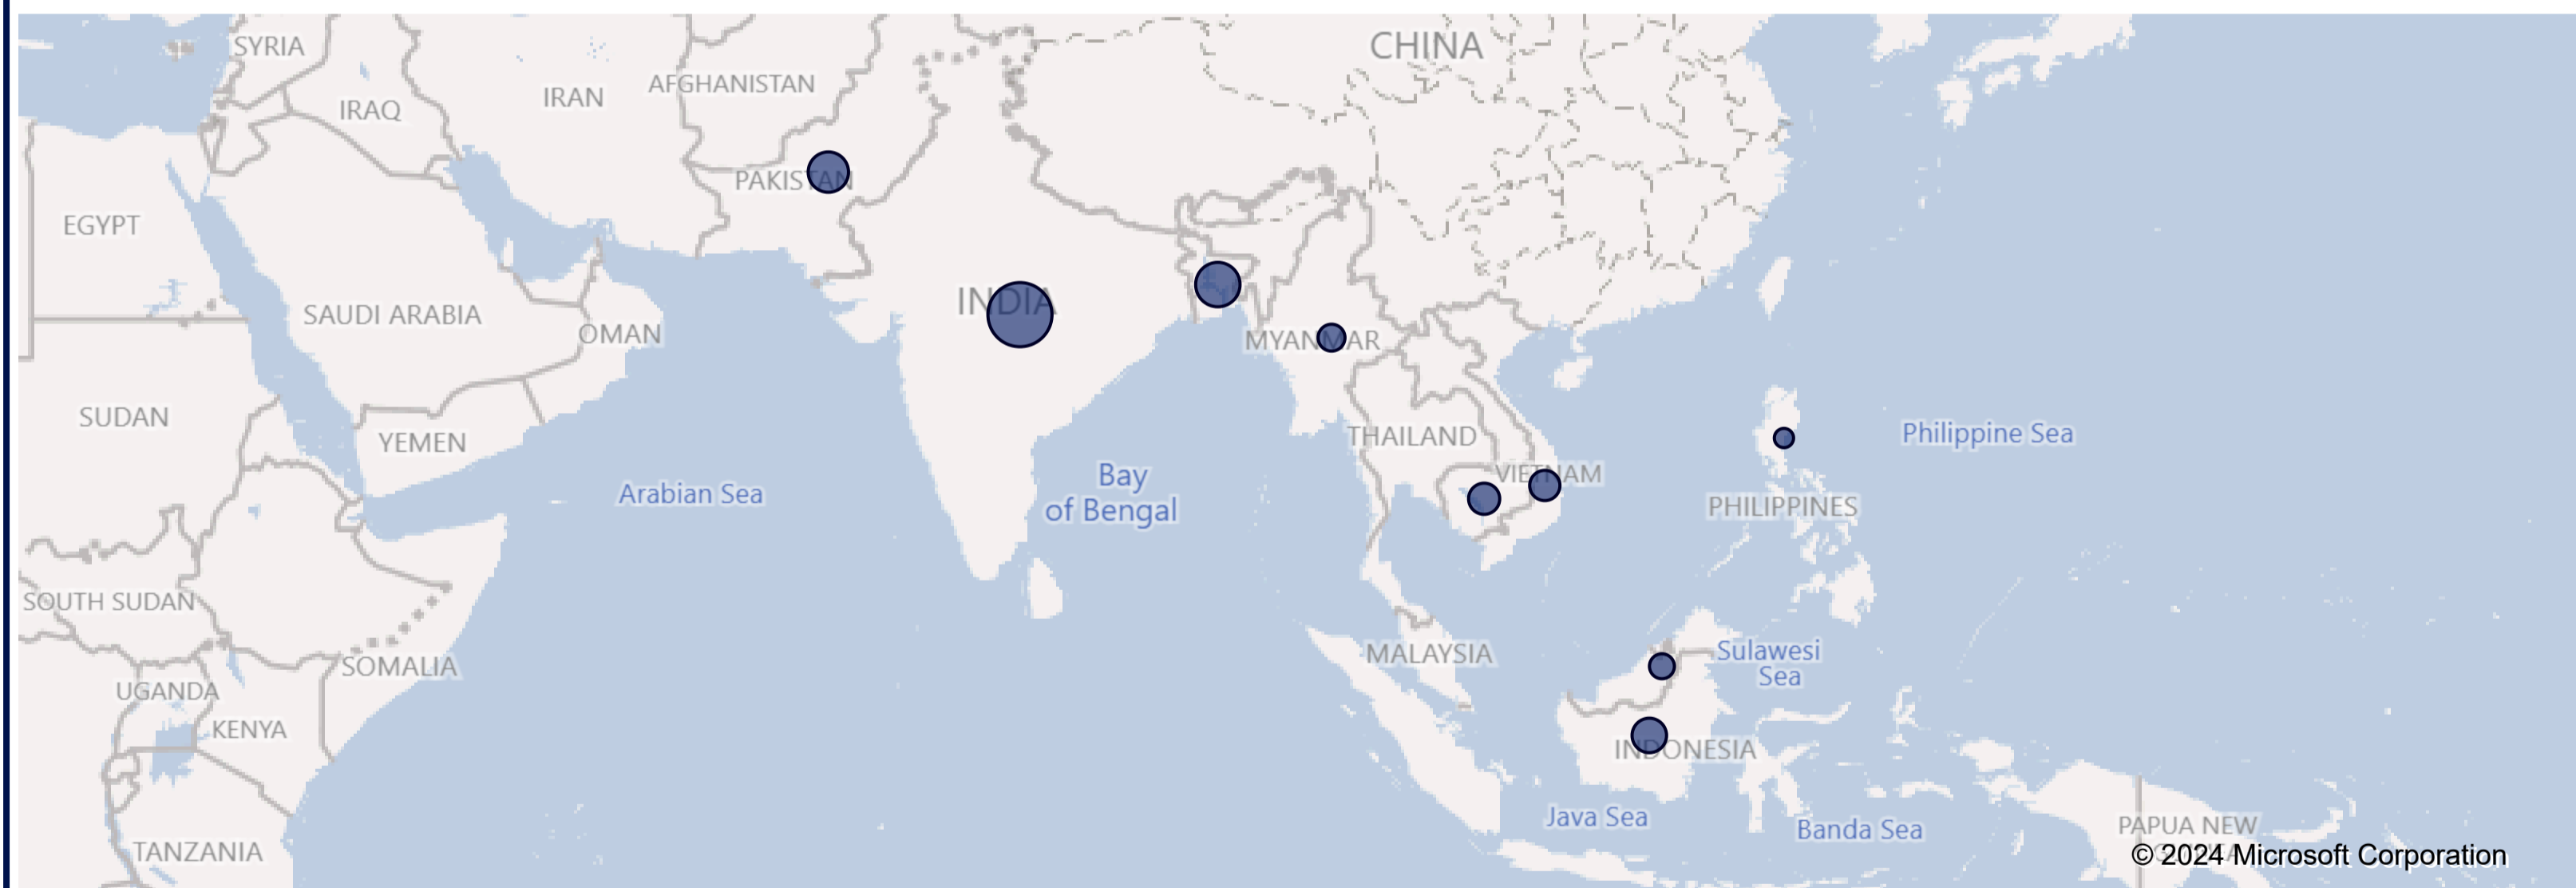 SYRIA
CHINA
AFGHANISTAN
IRAN
IRAQ
PAKISTAN
EGYPT
INDIA
SAUDI ARABIA
OMAN
MYANMAR
SUDAN
YEMEN
THAILAND
Philippine Sea
VIETNAM
Arabian Sea
Bay
of Bengal
PHILIPPINES
SOUTH SUDAN
MALAYSIA
Sulawesi
Sea
SOMALIA
UGANDA
KENYA
INDONESIA
Java Sea
Banda Sea
PAPUA NEW
TANZANIA
© 2024 Microsoft Corporation